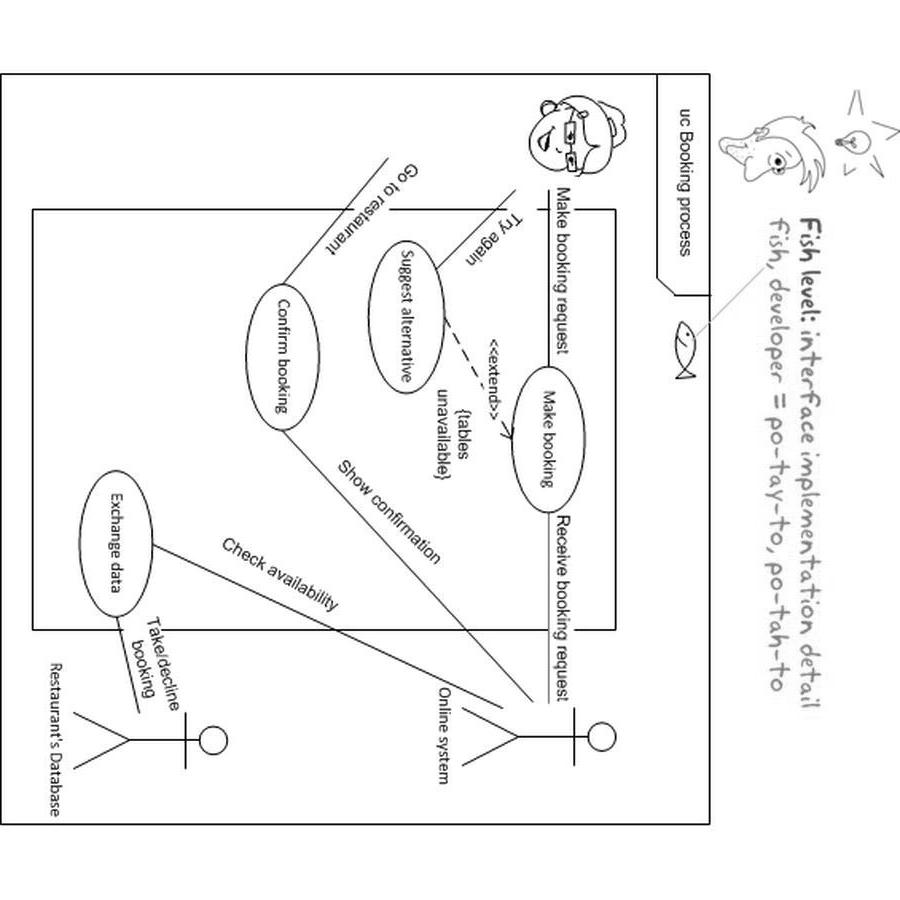 Fish level: interface implementation detail
fish, developer = po-tay-to, po-tah-to
uc Booking process
Make booking request
Make booking
Receive booking request
Try again
<<extend>>
{tables
unavailable}
Suggest alternative
Online system
Go to restaurant
Confirm booking
Show confirmation
Check availability
Exchange data
Take/decline
booking
Restaurant's Database